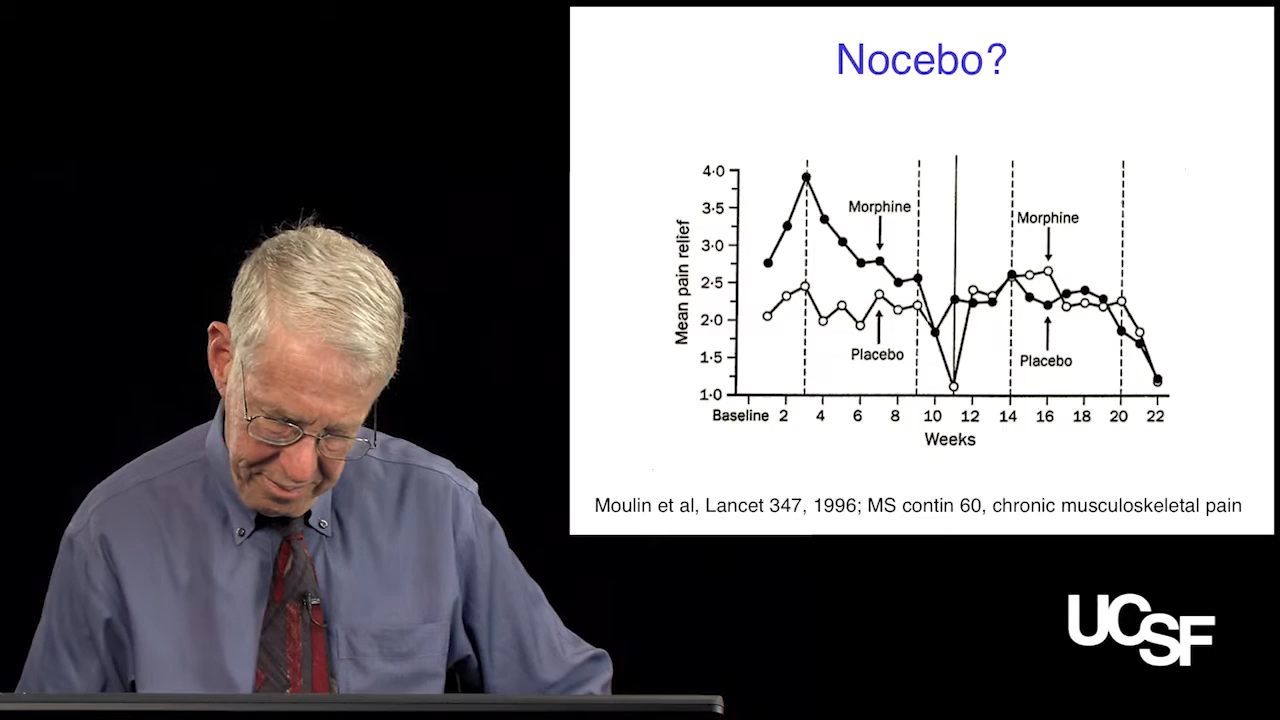 Nocebo?
4·0
3·5
3·0
2·5
2·0
1·5
1·0
Mean pain relief
Morphine
Placebo
Morphine
Placebo
Baseline 2 4 6 8 10 12 14 16 18 20 22
Weeks
Moulin et al, Lancet 347, 1996; MS contin 60, chronic musculoskeletal pain
UCSF